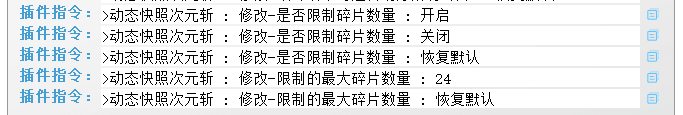 插件指令：>动态快照次元斩 : 修改-是否限制碎片数量 : 开启
插件指令：>动态快照次元斩 : 修改-是否限制碎片数量 : 关闭
插件指令：>动态快照次元斩 : 修改-是否限制碎片数量 : 恢复默认
插件指令：>动态快照次元斩 : 修改-限制的最大碎片数量 : 24
插件指令：>动态快照次元斩 : 修改-限制的最大碎片数量 : 恢复默认